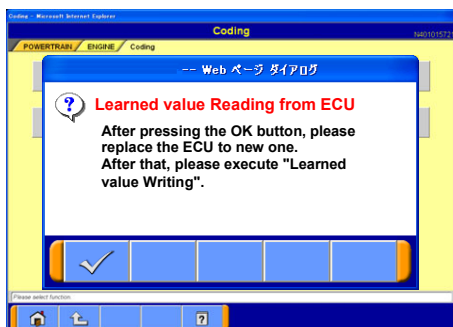 Coding - Microsoft Internet Explorer
Coding
N401015721
POWERTRAIN ENGINE Coding
-- Web ページ ダイアログ
? Learned value Reading from ECU
After pressing the OK button, please
replace the ECU to new one.
After that, please execute "Learned
value Writing".
Please select function.
?